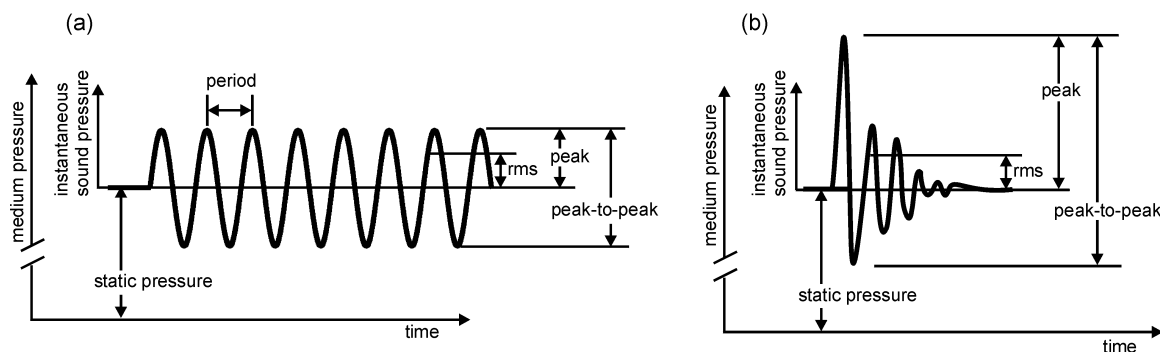 (a)
medium pressure
instantaneous
sound pressure
period
peak
rms
peak-to-peak
static pressure
time
(b)
medium pressure
instantaneous
sound pressure
peak
rms
peak-to-peak
static pressure
time